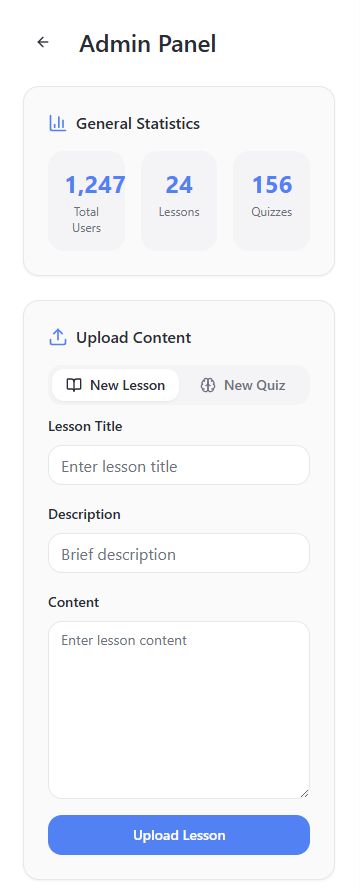 Admin Panel
General Statistics
1,247
Total
Users
24
Lessons
156
Quizzes
Upload Content
New Lesson
New Quiz
Lesson Title
Enter lesson title
Description
Brief description
Content
Enter lesson content
Upload Lesson